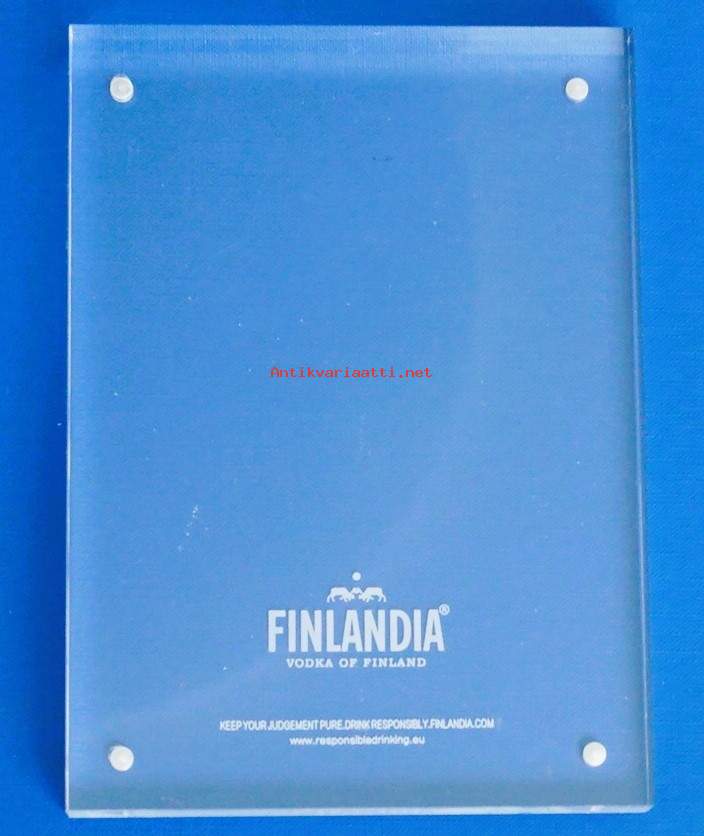 Antikvariaatti.net
FINLANDIA®
VODKA OF FINLAND
KEEP YOUR JUDGEMENT PURE.DRINK RESPONSIBLY.FINLANDIA.COM
www.responsibledrinking.eu